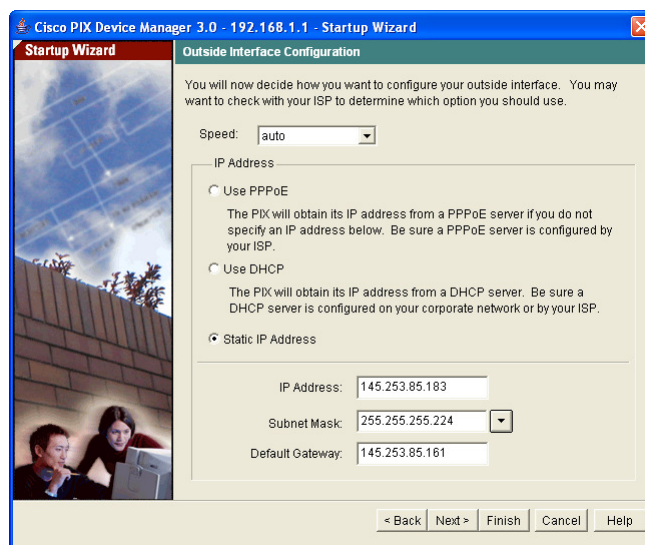 Cisco PIX Device Manager 3.0 - 192.168.1.1 - Startup Wizard
Startup Wizard
Outside Interface Configuration
You will now decide how you want to configure your outside interface. You may
want to check with your ISP to determine which option you should use.
Speed: auto
IP Address
Use PPPoE
The PIX will obtain its IP address from a PPPoE server if you do not
specify an IP address below. Be sure a PPPoE server is configured by
your ISP.
Use DHCP
The PIX will obtain its IP address from a DHCP server. Be sure a
DHCP server is configured on your corporate network or by your ISP.
Static IP Address
IP Address: 145.253.85.183
Subnet Mask: 255.255.255.224
Default Gateway: 145.253.85.161
< Back Next > Finish Cancel Help